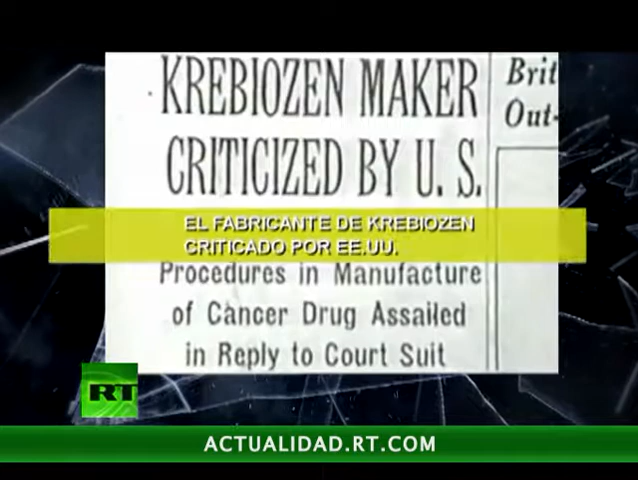 KREBIOZEN MAKER
CRITICIZED BY U. S.
EL FABRICANTE DE KREBIOZEN
CRITICADO POR EE.UU.
Procedures in Manufacture
of Cancer Drug Assailed
in Reply to Court Suit
Brit
Out-
RT
ACTUALIDAD.RT.COM